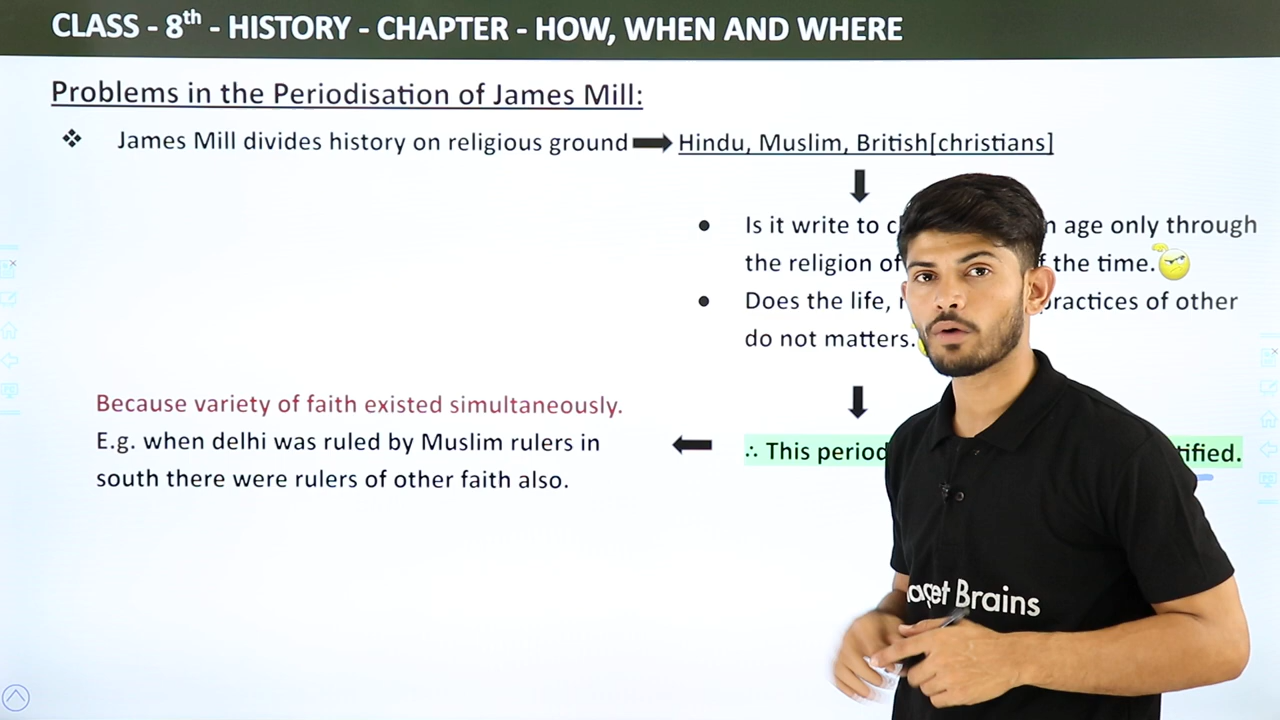 CLASS - 8th - HISTORY - CHAPTER - HOW, WHEN AND WHERE
Problems in the Periodisation of James Mill:
❖ James Mill divides history on religious ground ➡ Hindu, Muslim, British[christians]
• Is it write to age only through
the religion of the time.
• Does the life, practices of other
do not matters.
Because variety of faith existed simultaneously.
E.g. when delhi was ruled by Muslim rulers in
south there were rulers of other faith also.
∴ This
Brains